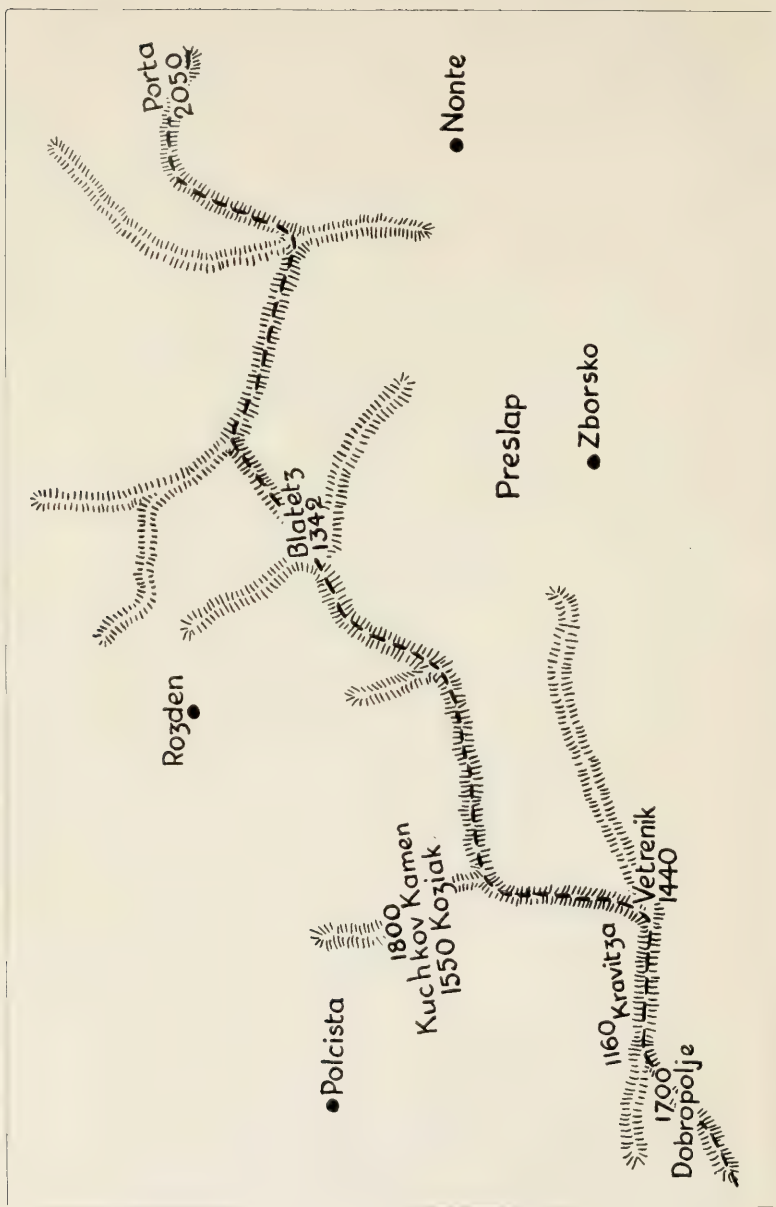 Porta
2050
Nonte
Blatetz
1342
Preslap
Zborsko
Rozden
1800
Kuchkov Kamen
1550 Koziak
Polcista
Vetrenik
1440
1160 Kravitza
1700
Dobropolje